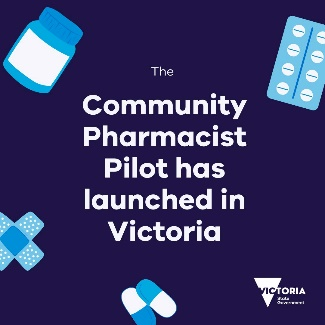 The
Community
Pharmacist
Pilot has
launched in
Victoria
VICTORIA
State
Government